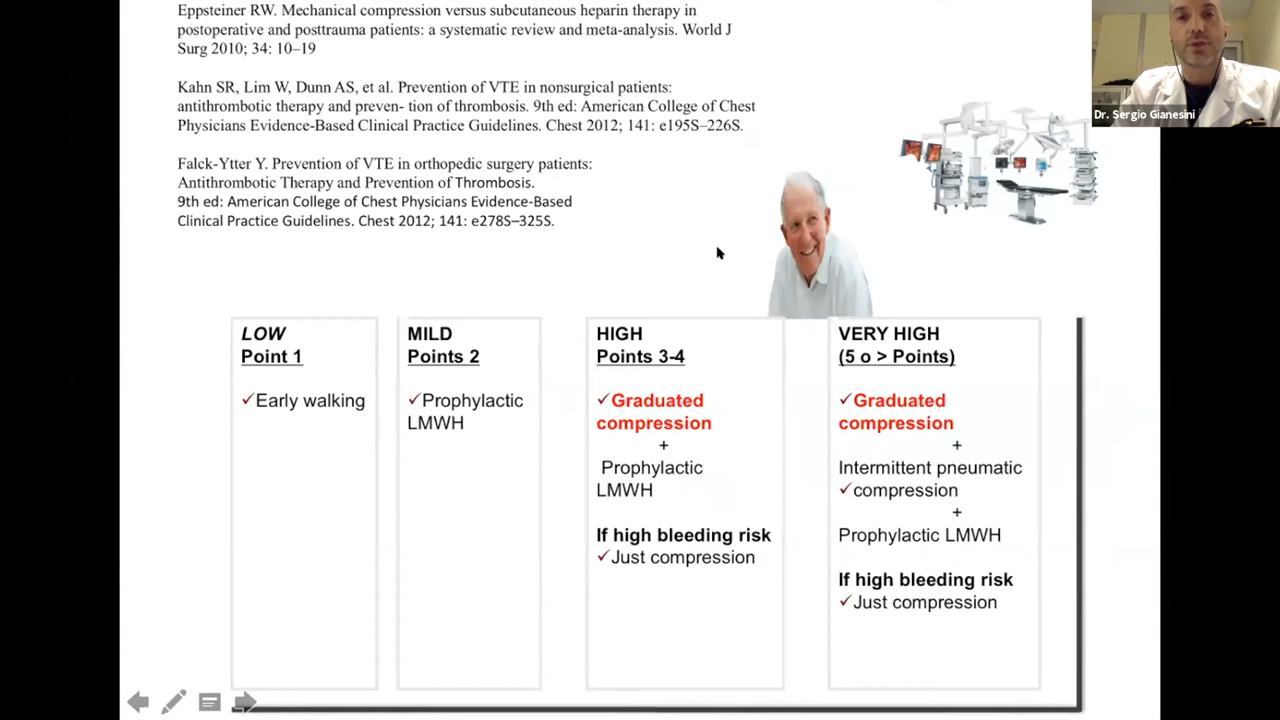 Eppsteiner RW. Mechanical compression versus subcutaneous heparin therapy in
postoperative and posttrauma patients: a systematic review and meta-analysis. World J
Surg 2010; 34: 10–19
Kahn SR, Lim W, Dunn AS, et al. Prevention of VTE in nonsurgical patients:
antithrombotic therapy and preven- tion of thrombosis. 9th ed: American College of Chest
Physicians Evidence-Based Clinical Practice Guidelines. Chest 2012; 141: e195S–226S.
Falck-Ytter Y. Prevention of VTE in orthopedic surgery patients:
Antithrombotic Therapy and Prevention of Thrombosis.
9th ed: American College of Chest Physicians Evidence-Based
Clinical Practice Guidelines. Chest 2012; 141: e278S–325S.
Dr. Sergio Gianesini
LOW
Point 1
✓Early walking
MILD
Points 2
✓Prophylactic
LMWH
HIGH
Points 3-4
✓Graduated
compression
+
Prophylactic
LMWH
If high bleeding risk
✓Just compression
VERY HIGH
(5 o > Points)
✓Graduated
compression
+
Intermittent pneumatic
✓compression
+
Prophylactic LMWH
If high bleeding risk
✓Just compression